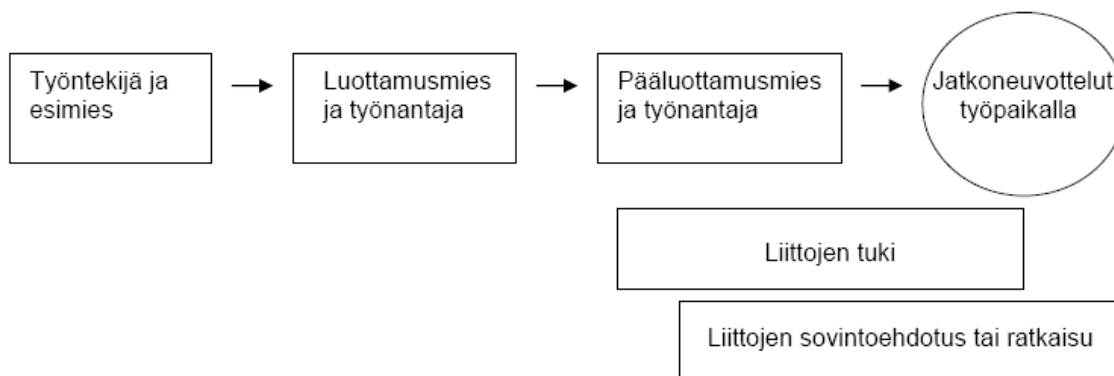 Työntekijä ja
esimies
Luottamusmies
ja työnantaja
Pääluottamusmies
ja työnantaja
Jatkoneuvottelut
työpaikalla
Liittojen tuki
Liittojen sovintoehdotus tai ratkaisu